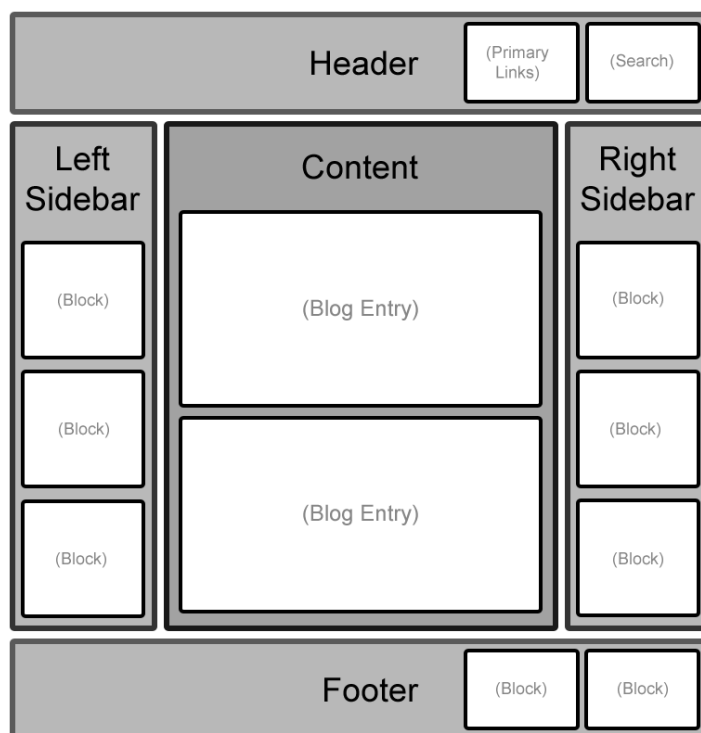 Header
(Primary
Links)
(Search)
Left
Sidebar
(Block)
(Block)
(Block)
Content
(Blog Entry)
(Blog Entry)
Right
Sidebar
(Block)
(Block)
(Block)
Footer
(Block)
(Block)